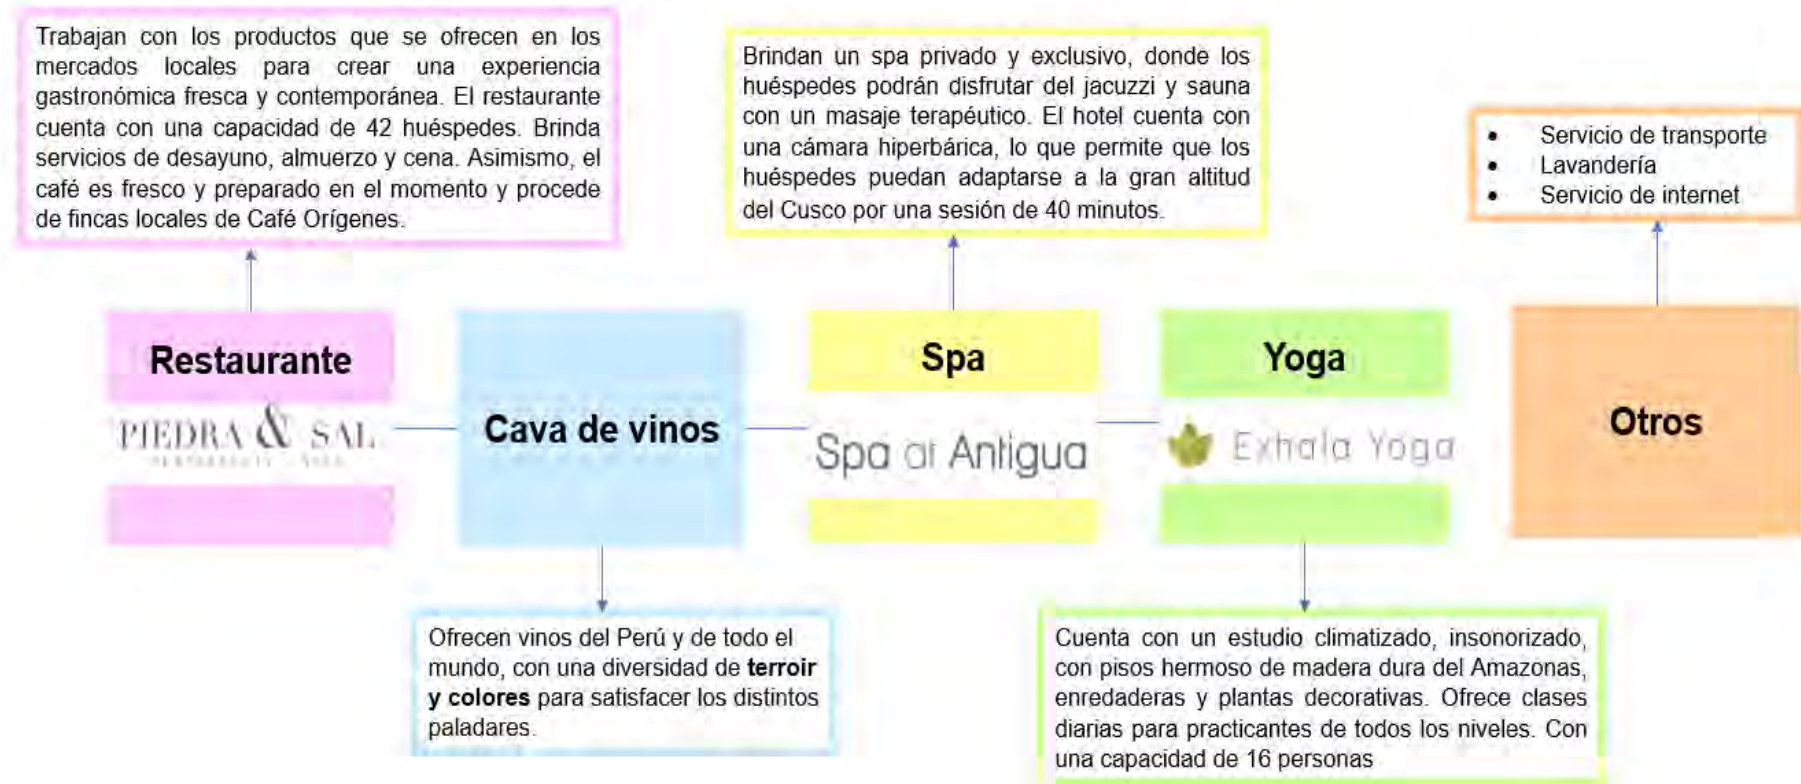 Trabajan con los productos que se ofrecen en los
mercados locales para crear una experiencia
gastronómica fresca y contemporánea. El restaurante
cuenta con una capacidad de 42 huéspedes. Brinda
servicios de desayuno, almuerzo y cena. Asimismo, el
café es fresco y preparado en el momento y procede
de fincas locales de Café Orígenes.
Brindan un spa privado y exclusivo, donde los
huéspedes podrán disfrutar del jacuzzi y sauna
con un masaje terapéutico. El hotel cuenta con
una cámara hiperbárica, lo que permite que los
huéspedes puedan adaptarse a la gran altitud
del Cusco por una sesión de 40 minutos.
• Servicio de transporte
• Lavandería
• Servicio de internet
Restaurante
PIEDRA & SAL
Cava de vinos
Spa
Spa at Antigua
Yoga
Exhala Yoga
Otros
Ofrecen vinos del Perú y de todo el
mundo, con una diversidad de terroir
y colores para satisfacer los distintos
paladares.
Cuenta con un estudio climatizado, insonorizado,
con pisos hermoso de madera dura del Amazonas,
enredaderas y plantas decorativas. Ofrece clases
diarias para practicantes de todos los niveles. Con
una capacidad de 16 personas